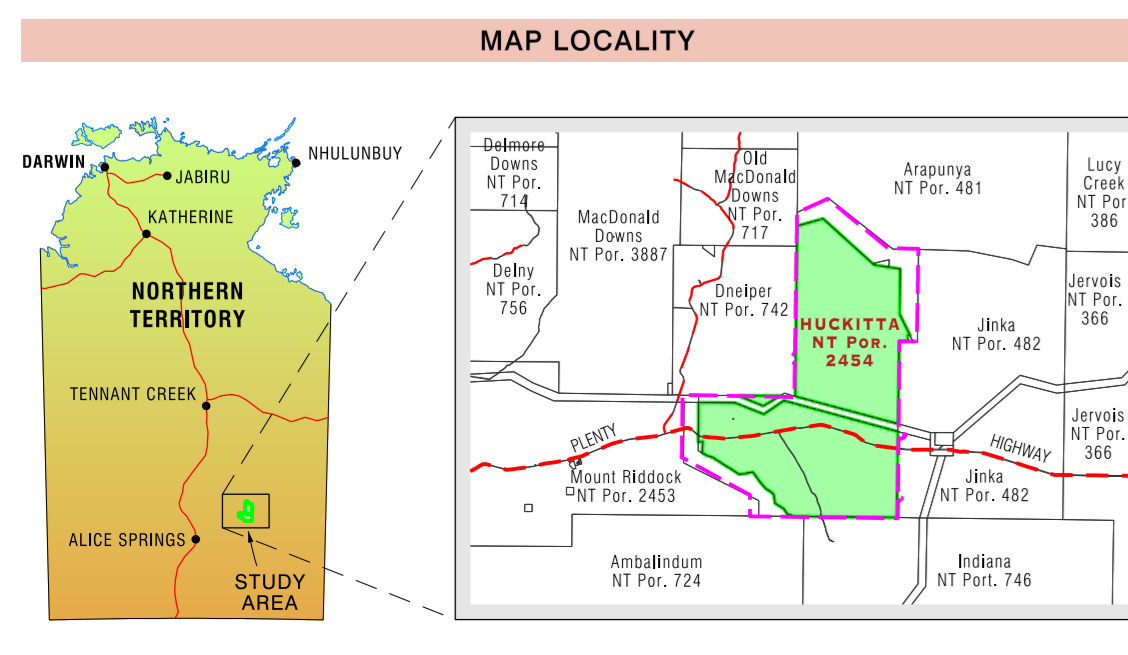 MAP LOCALITY
DARWIN
NHULUNBUY
JABIRU
KATHERINE
NORTHERN
TERRITORY
TENNANT CREEK
ALICE SPRINGS
STUDY
AREA
Delmore
Downs
NT Por.
714
MacDonald
Downs
NT Por. 3887
Old
MacDonald
Downs
NT Por.
717
Arapunya
NT Por. 481
Lucy
Creek
NT Por
386
Delny
NT Por.
756
Dneiper
NT Por. 742
HUCKITTA
NT POR.
2454
Jinka
NT Por. 482
Jervois
NT Por.
366
PLENTY
HIGHWAY
Jervois
NT Por.
366
Mount Riddock
NT Por. 2453
Jinka
NT Por. 482
Ambalindum
NT Por. 724
Indiana
NT Port. 746